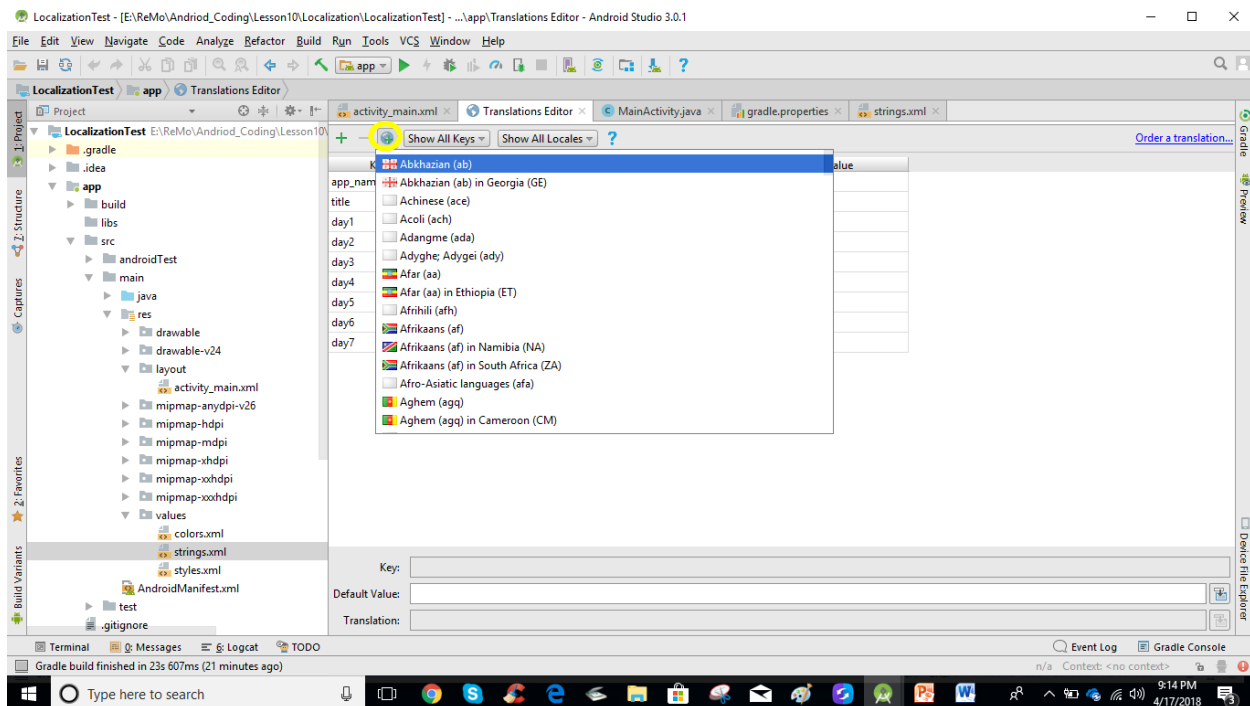 LocalizationTest - [E:\ReMo\Andriod_Coding\Lesson10\Localization\LocalizationTest] - ...\app\Translations Editor - Android Studio 3.0.1
File Edit View Navigate Code Analyze Refactor Build Run Tools VCS Window Help
app
LocalizationTest app Translations Editor
Project
activity_main.xml Translations Editor MainActivity.java gradle.properties strings.xml
1: Project
Z: Structure
Captures
2: Favorites
Build Variants
LocalizationTest E:\ReMo\Andriod_Coding\Lesson10\
.gradle
.idea
app
build
libs
src
androidTest
main
java
res
drawable
drawable-v24
layout
activity_main.xml
mipmap-anydpi-v26
mipmap-hdpi
mipmap-mdpi
mipmap-xhdpi
mipmap-xxhdpi
mipmap-xxxhdpi
values
colors.xml
strings.xml
styles.xml
AndroidManifest.xml
test
.gitignore
Show All Keys Show All Locales ? Order a translation...
K alue
app_nam
title
day1
day2
day3
day4
day5
day6
day7
Abkhazian (ab)
Abkhazian (ab) in Georgia (GE)
Achinese (ace)
Acoli (ach)
Adangme (ada)
Adyghe; Adygei (ady)
Afar (aa)
Afar (aa) in Ethiopia (ET)
Afrihili (afh)
Afrikaans (af)
Afrikaans (af) in Namibia (NA)
Afrikaans (af) in South Africa (ZA)
Afro-Asiatic languages (afa)
Aghem (agq)
Aghem (agq) in Cameroon (CM)
Key:
Default Value:
Translation:
Gradle
Preview
Device File Explorer
Terminal 0: Messages 6: Logcat TODO Event Log Gradle Console
Gradle build finished in 23s 607ms (21 minutes ago) n/a Context: <no context>
Type here to search
9:14 PM
4/17/2018